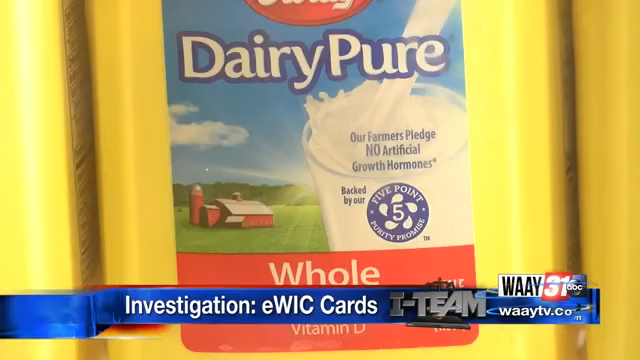 DairyPure
Our Farmers Pledge
NO Artificial
Growth Hormones*
Backed
by our
FIVE POINT
5
PURITY PROMISE
TM
Whole
Investigation: eWIC Cards
I-TEAM
WAAY 31 abc
waaytv.co
Vitamin D